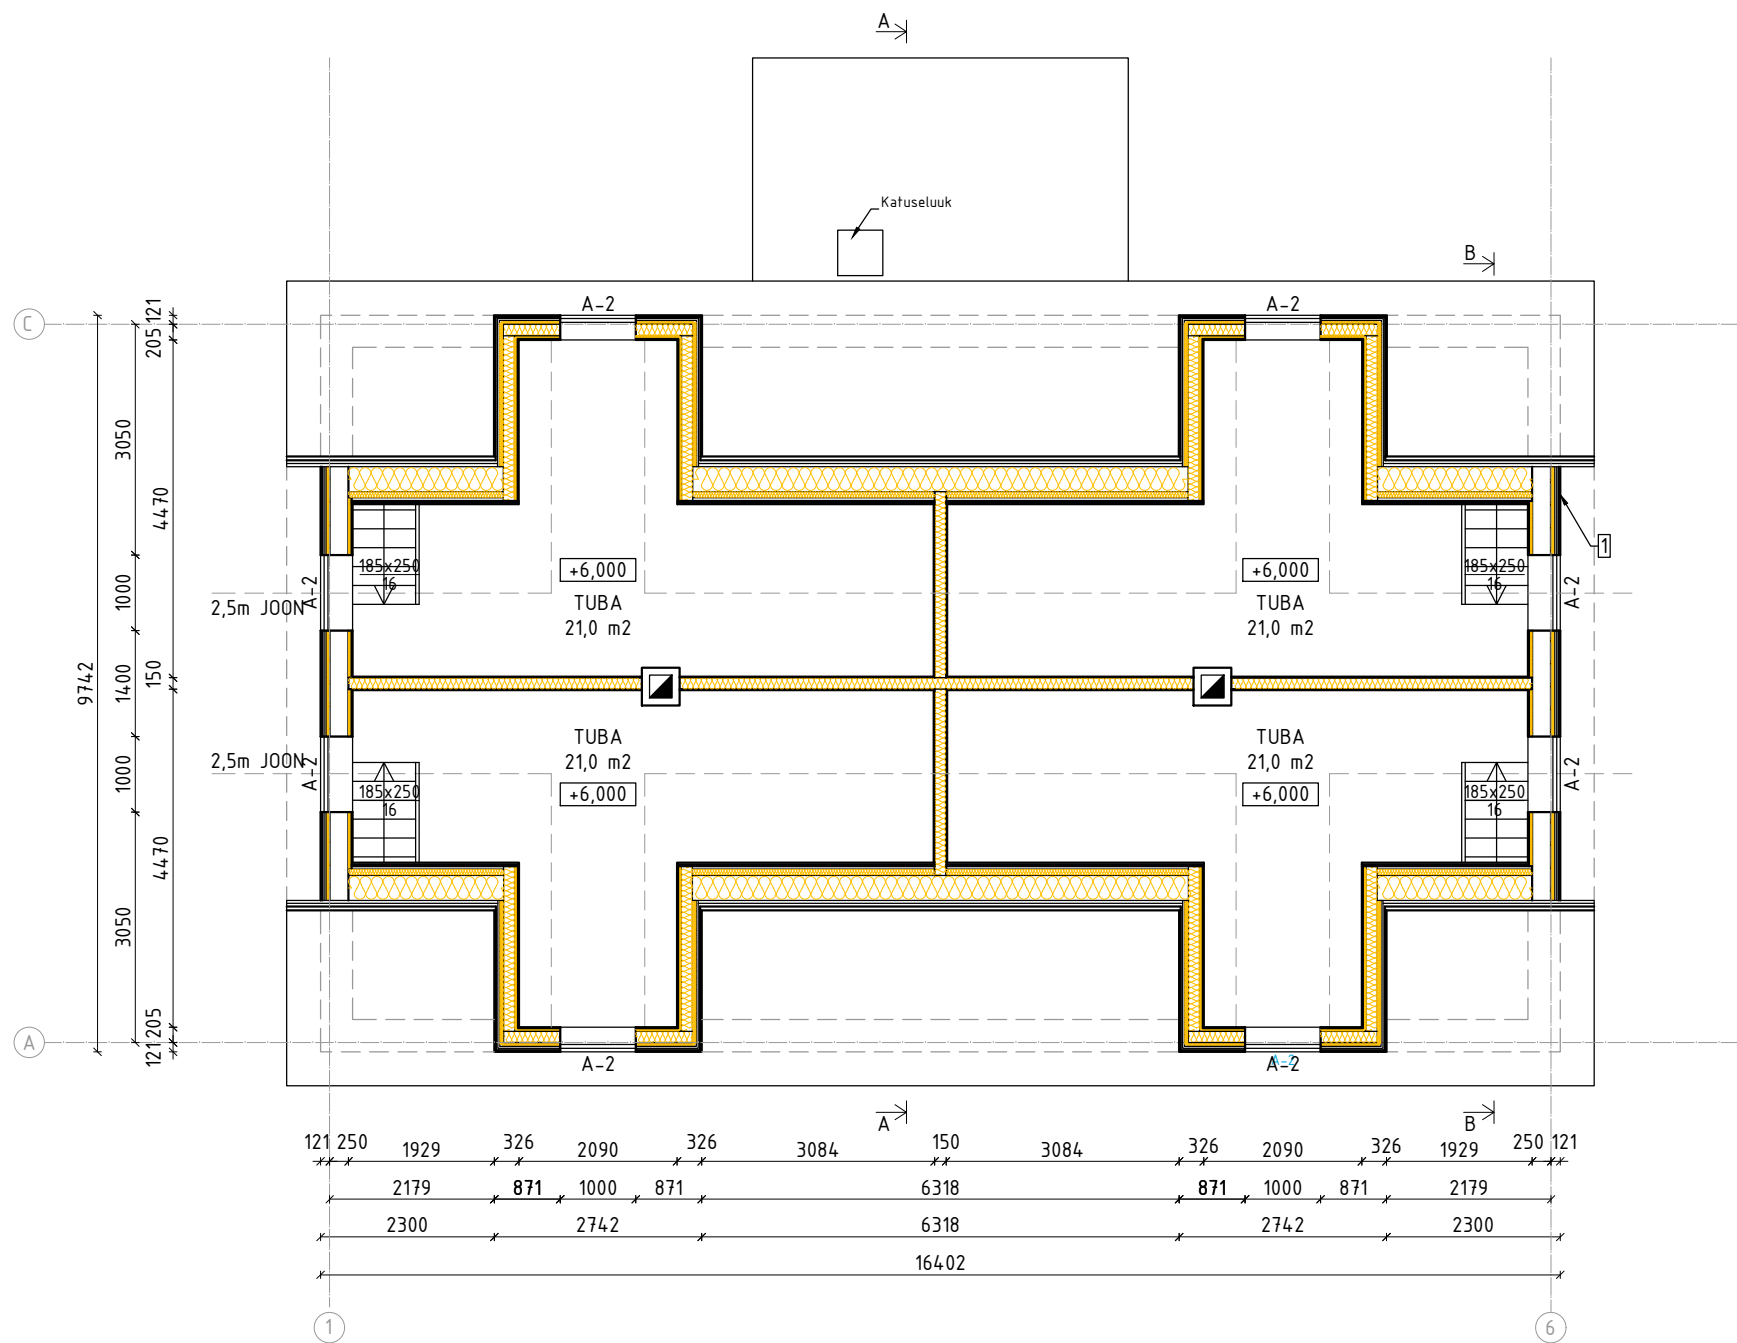 A
Katuseluuk
B
A-2
A-2
C
121
205
3050
4470
1000
1400
150
9742
1000
4470
3050
205
121
A
2,5m JOON
2,5m JOON
A-2
A-2
185x250
16
+6,000
TUBA
21,0 m2
+6,000
TUBA
21,0 m2
185x250
16
A-2
1
TUBA
21,0 m2
+6,000
TUBA
21,0 m2
+6,000
185x250
16
185x250
16
A-2
A-2
A-2
A-2
A
B
121 250 1929 326 2090 326 3084 150 3084 326 2090 326 1929 250 121
2179 871 1000 871 6318 871 1000 871 2179
2300 2742 6318 2742 2300
16402
1
6